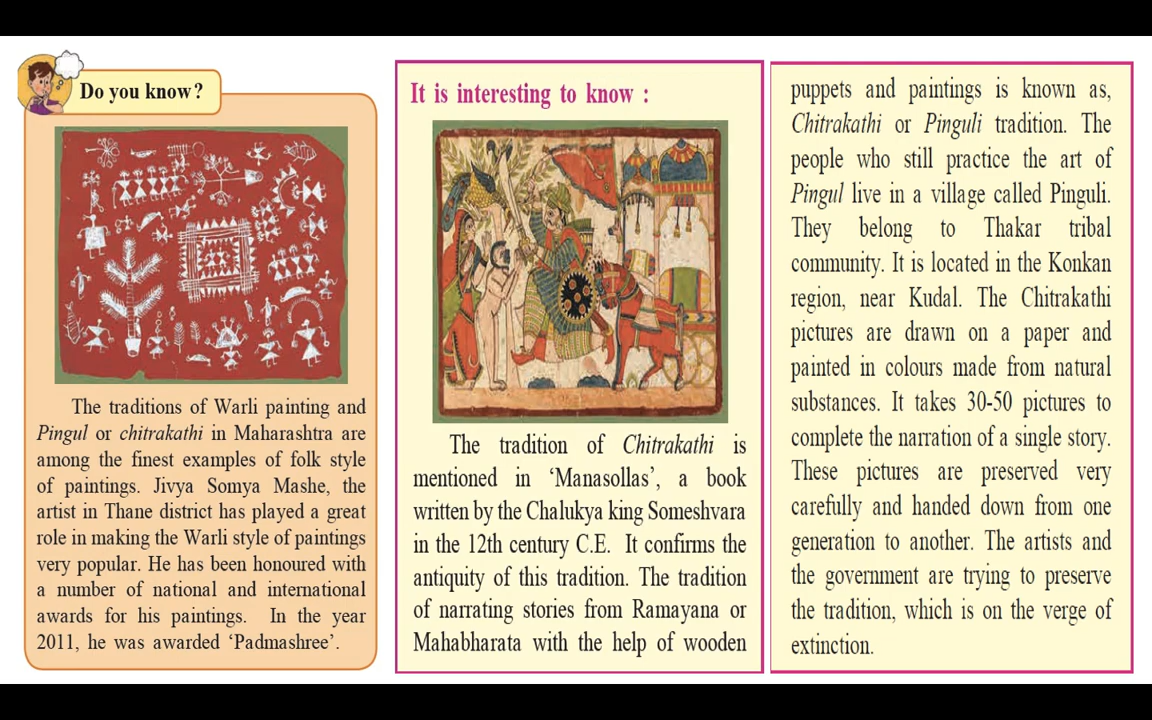 Do you know?
The traditions of Warli painting and
Pingul or chitrakathi in Maharashtra are
among the finest examples of folk style
of paintings. Jivya Somya Mashe, the
artist in Thane district has played a great
role in making the Warli style of paintings
very popular. He has been honoured with
a number of national and international
awards for his paintings. In the year
2011, he was awarded ‘Padmashree’.
It is interesting to know :
The tradition of Chitrakathi is
mentioned in ‘Manasollas’, a book
written by the Chalukya king Someshvara
in the 12th century C.E. It confirms the
antiquity of this tradition. The tradition
of narrating stories from Ramayana or
Mahabharata with the help of wooden
puppets and paintings is known as,
Chitrakathi or Pinguli tradition. The
people who still practice the art of
Pingul live in a village called Pinguli.
They belong to Thakar tribal
community. It is located in the Konkan
region, near Kudal. The Chitrakathi
pictures are drawn on a paper and
painted in colours made from natural
substances. It takes 30-50 pictures to
complete the narration of a single story.
These pictures are preserved very
carefully and handed down from one
generation to another. The artists and
the government are trying to preserve
the tradition, which is on the verge of
extinction.